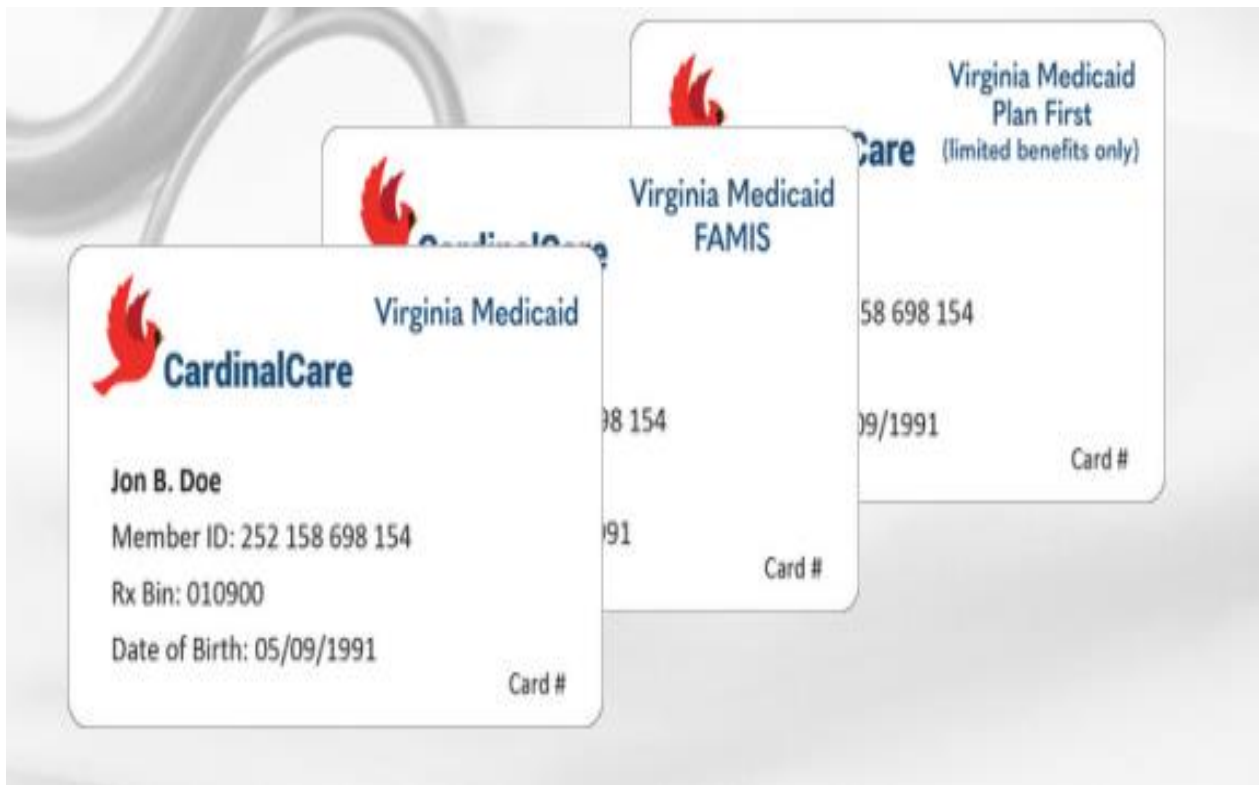 Virginia Medicaid
Plan First
(limited benefits only)
Care
58 698 154
09/1991
Card #
Virginia Medicaid
FAMIS
CardinalCare
98 154
991
Card #
Virginia Medicaid
CardinalCare
Jon B. Doe
Member ID: 252 158 698 154
Rx Bin: 010900
Date of Birth: 05/09/1991
Card #